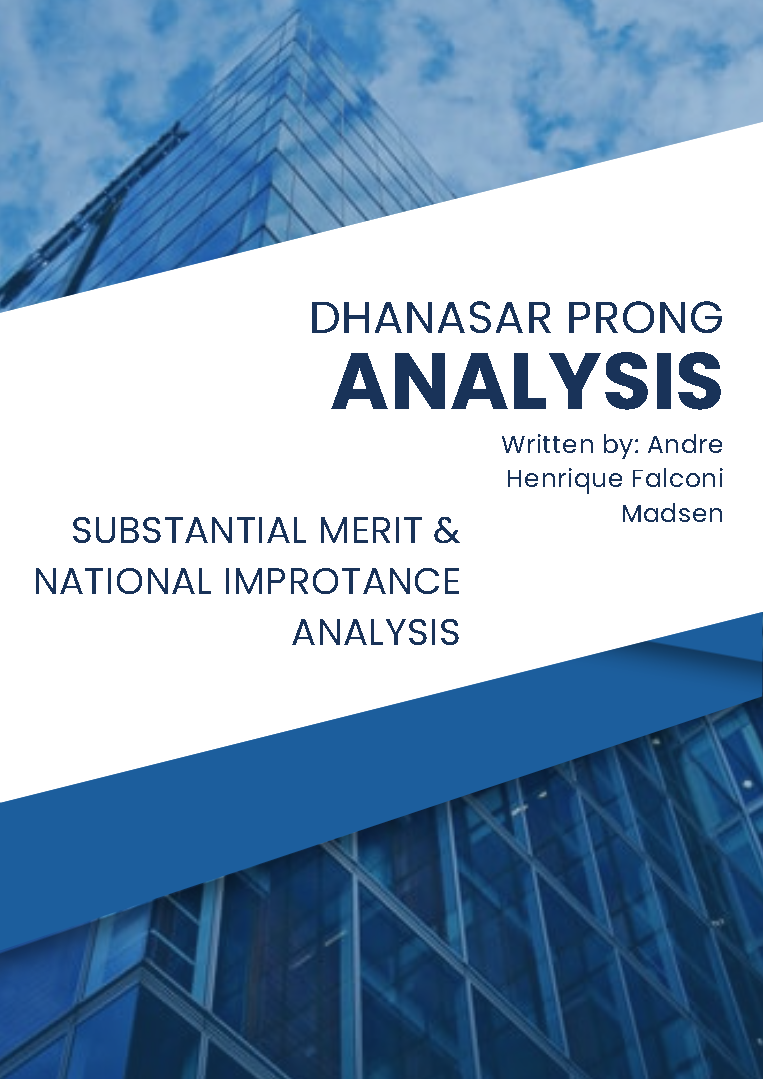 DHANASAR PRONG
ANALYSIS
Written by: Andre
Henrique Falconi
Madsen
SUBSTANTIAL MERIT &
NATIONAL IMPROTANCE
ANALYSIS